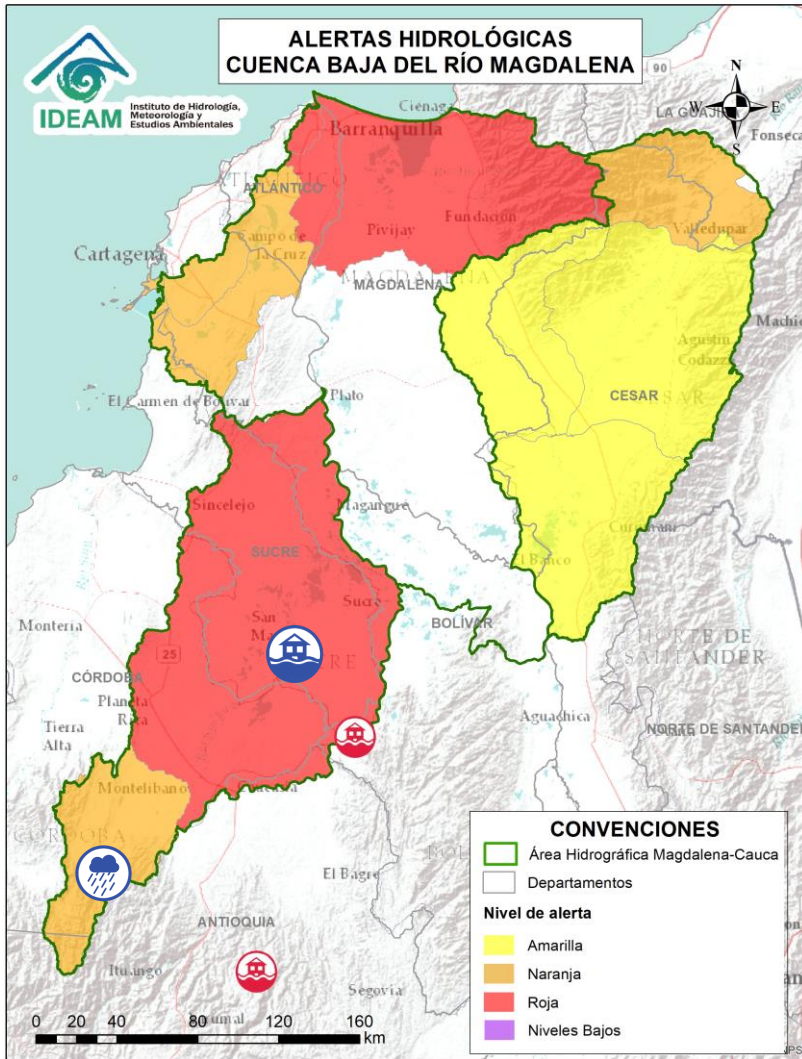 ALERTAS HIDROLÓGICAS
CUENCA BAJA DEL RÍO MAGDALENA
IDEAM
Instituto de Hidrología,
Meteorología y
Estudios Ambientales
90
N
W
E
S
LA GUAJIRA
Fonseca
Ciénaga
Barranquilla
ATLÁNTICO
Cartagena
Campo de
la Cruz
Pivijay
Fundación
Valledupar
MAGDALENA
Agustín
Codazzi
El Carmen de Bolívar
Plato
CESAR
Sincelejo
Magangué
SUCRE
Sucre
El Banco
San
BOLÍVAR
Montería
25
CÓRDOBA
NORTE DE
SANTANDER
Planeta
Rica
Tierra
Alta
Aguachica
NORTE DE SANTANDER
Montelíbano
CÓRDOBA
El Bagre
ANTIOQUIA
Ituango
Segovia
0 20 40 80 120 160
km
CONVENCIONES
Área Hidrográfica Magdalena-Cauca
Departamentos
Nivel de alerta
Amarilla
Naranja
Roja
Niveles Bajos